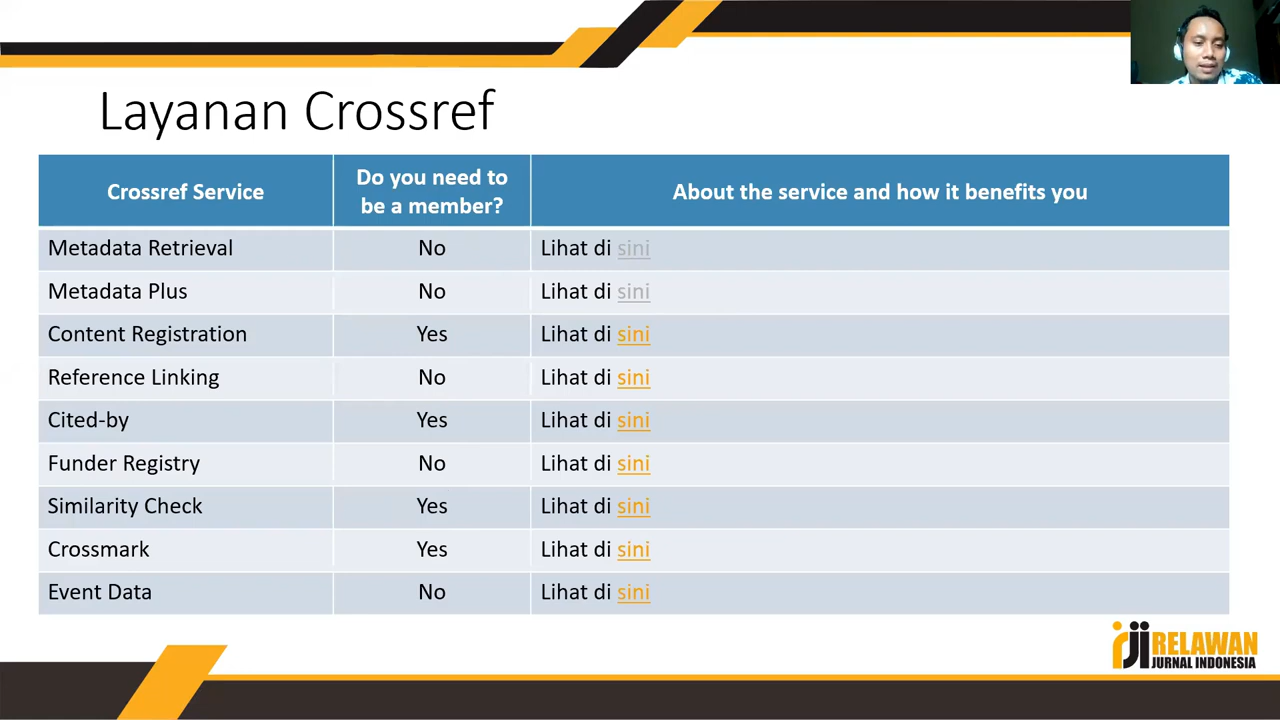 Layanan Crossref
Crossref Service
Do you need to
be a member?
About the service and how it benefits you
Metadata Retrieval No Lihat di sini
Metadata Plus No Lihat di sini
Content Registration Yes Lihat di sini
Reference Linking No Lihat di sini
Cited-by Yes Lihat di sini
Funder Registry No Lihat di sini
Similarity Check Yes Lihat di sini
Crossmark Yes Lihat di sini
Event Data No Lihat di sini
rji RELAWAN
JURNAL INDONESIA